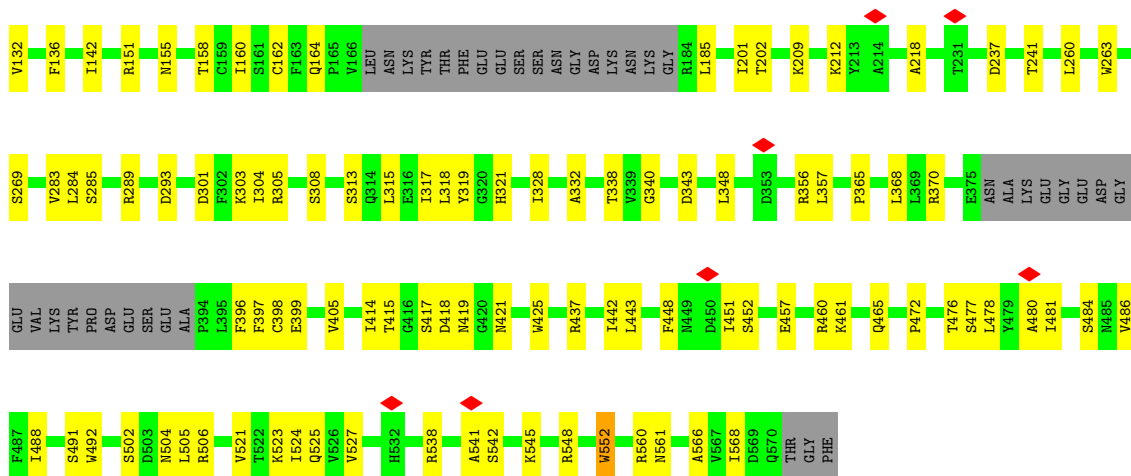 V132 F136 I142 R151 N155 T158 C159 I160 S161 C162 F163 Q164 P165 V166 LEU ASN LYS TYR THR PHE GLU GLU SER SER ASN GLY ASP LYS ASN LYS GLY R184 L185 I201 T202 K209 K212 Y213 A214 A218 T231 D237 T241 L260 W263
S269 V283 L284 S285 R289 D293 D301 F302 K303 I304 R305 S308 S313 Q314 L315 E316 I317 L318 Y319 G320 H321 I328 A332 T338 V339 G340 D343 L348 D353 R356 L357 P365 L368 L369 R370 E375 ASN ALA LYS GLU GLY GLU ASP GLY
GLU VAL LYS TYR PRO ASP GLU SER GLU ALA P394 L395 F396 F397 C398 E399 V405 I414 T415 G416 S417 D418 N419 G420 N421 W425 R437 I442 L443 F448 N449 D450 I451 S452 E457 R460 K461 Q465 P472 T476 S477 L478 Y479 A480 I481 S484 N485 V486
F487 I488 S491 W492 S502 D503 N504 L505 R506 V521 T522 K523 I524 Q525 V526 V527 H532 R538 A541 S542 K545 R548 W552 R560 N561 A566 V567 I568 D569 Q570 THR GLY PHE